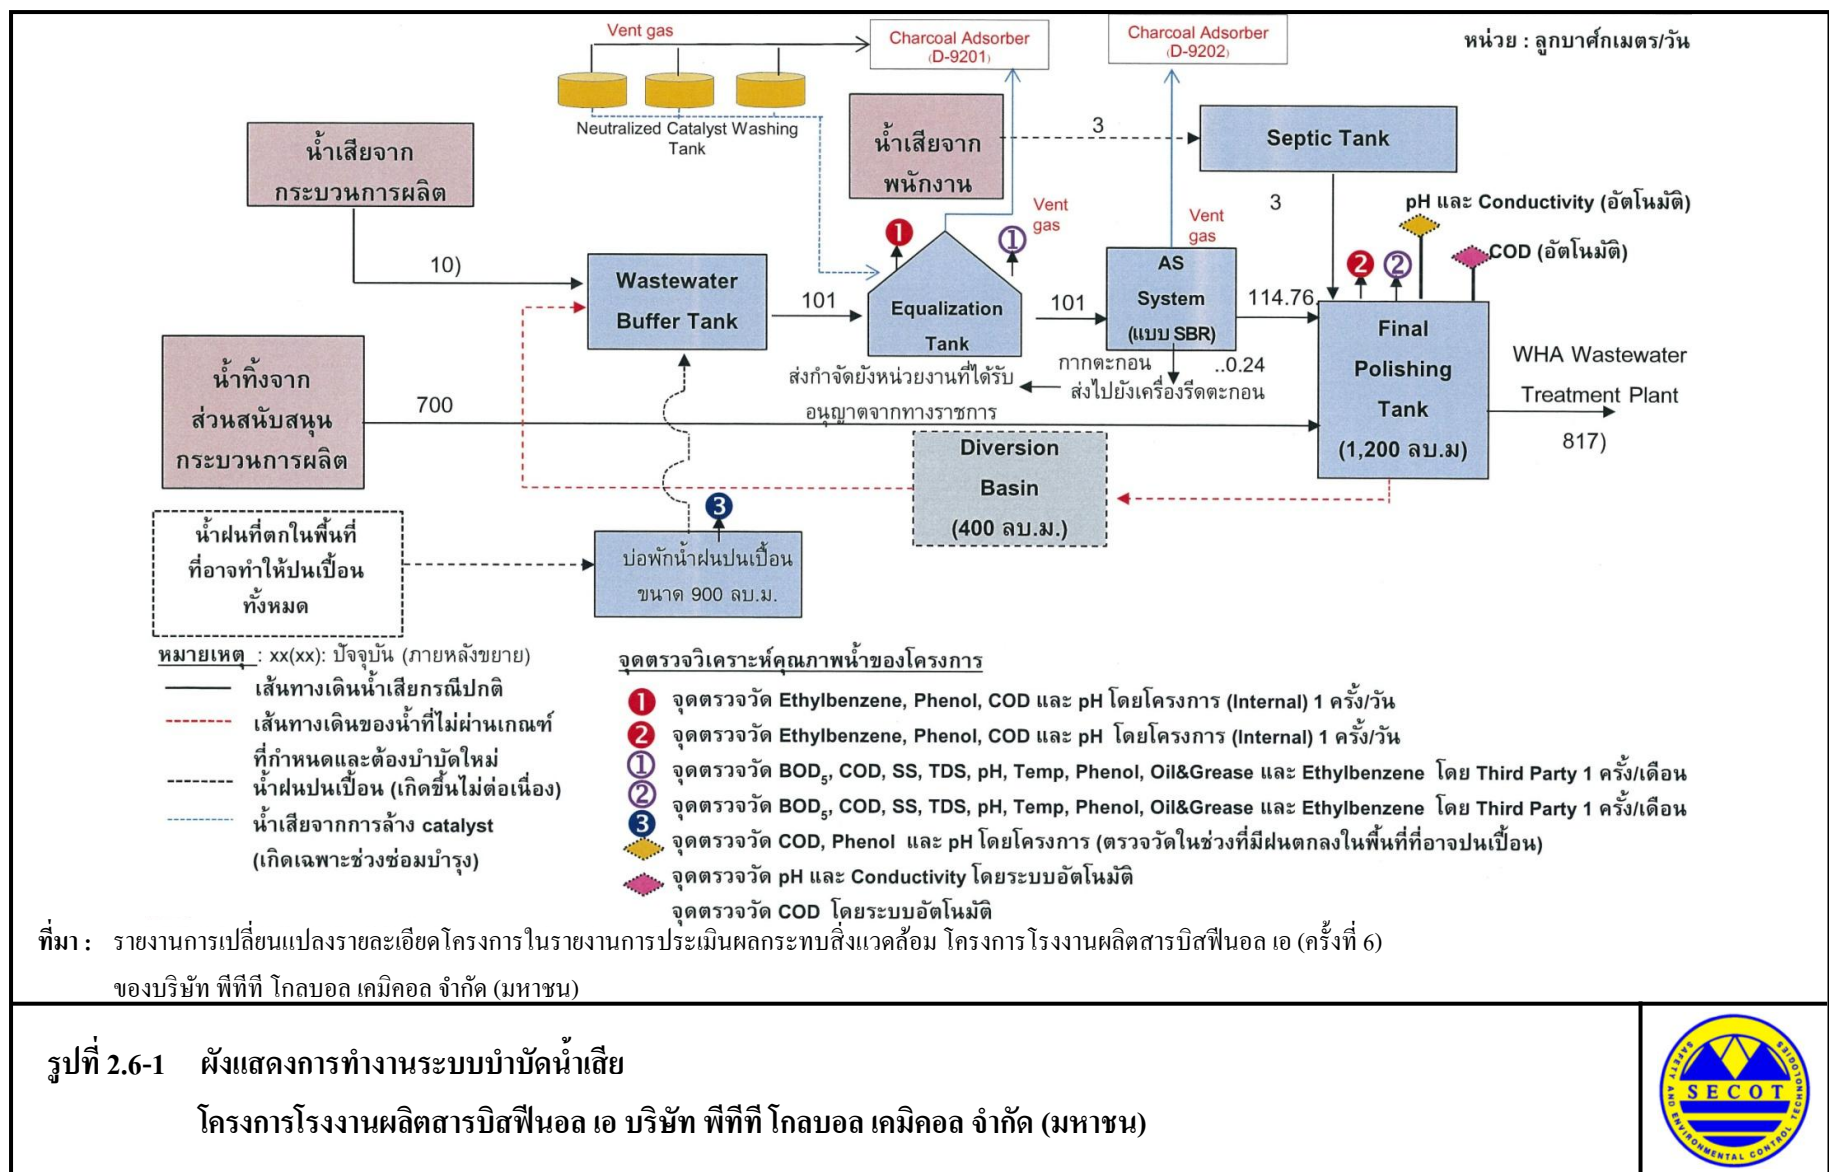 หน่วย : ลูกบาศก์เมตร/วัน
Vent gas
Charcoal Adsorber
(D-9201)
Charcoal Adsorber
(D-9202)
Neutralized Catalyst Washing
Tank
น้ำเสียจาก
กระบวนการผลิต
น้ำเสียจาก
พนักงาน
3
Septic Tank
3
Vent
gas
Vent
gas
pH และ Conductivity (อัตโนมัติ)
COD (อัตโนมัติ)
1
1
2
2
10)
Wastewater
Buffer Tank
101
Equalization
Tank
101
AS
System
(แบบ SBR)
114.76
Final
Polishing
Tank
(1,200 ลบ.ม)
WHA Wastewater
Treatment Plant
817)
กากตะกอน
..0.24
ส่งไปยังเครื่องรีดตะกอน
ส่งกำจัดยังหน่วยงานที่ได้รับ
อนุญาตจากทางราชการ
น้ำทิ้งจาก
ส่วนสนับสนุน
กระบวนการผลิต
700
Diversion
Basin
(400 ลบ.ม.)
3
น้ำฝนที่ตกในพื้นที่
ที่อาจทำให้ปนเปื้อน
ทั้งหมด
บ่อพักน้ำฝนปนเปื้อน
ขนาด 900 ลบ.ม.
หมายเหตุ : xx(xx): ปัจจุบัน (ภายหลังขยาย)
เส้นทางเดินน้ำเสียกรณีปกติ
เส้นทางเดินของน้ำที่ไม่ผ่านเกณฑ์
ที่กำหนดและต้องบำบัดใหม่
น้ำฝนปนเปื้อน (เกิดขึ้นไม่ต่อเนื่อง)
น้ำเสียจากการล้าง catalyst
(เกิดเฉพาะช่วงซ่อมบำรุง)
จุดตรวจวิเคราะห์คุณภาพน้ำของโครงการ
1 จุดตรวจวัด Ethylbenzene, Phenol, COD และ pH โดยโครงการ (Internal) 1 ครั้ง/วัน
2 จุดตรวจวัด Ethylbenzene, Phenol, COD และ pH โดยโครงการ (Internal) 1 ครั้ง/วัน
1 จุดตรวจวัด BOD5, COD, SS, TDS, pH, Temp, Phenol, Oil&Grease และ Ethylbenzene โดย Third Party 1 ครั้ง/เดือน
2 จุดตรวจวัด BOD5, COD, SS, TDS, pH, Temp, Phenol, Oil&Grease และ Ethylbenzene โดย Third Party 1 ครั้ง/เดือน
3 จุดตรวจวัด COD, Phenol และ pH โดยโครงการ (ตรวจวัดในช่วงที่มีฝนตกลงในพื้นที่ที่อาจปนเปื้อน)
จุดตรวจวัด pH และ Conductivity โดยระบบอัตโนมัติ
จุดตรวจวัด COD โดยระบบอัตโนมัติ
ที่มา : รายงานการเปลี่ยนแปลงรายละเอียดโครงการในรายงานการประเมินผลกระทบสิ่งแวดล้อม โครงการโรงงานผลิตสารบิสฟีนอล เอ (ครั้งที่ 6)
ของบริษัท พีทีที โกลบอล เคมิคอล จำกัด (มหาชน)
รูปที่ 2.6-1 ผังแสดงการทำงานระบบบำบัดน้ำเสีย
โครงการโรงงานผลิตสารบิสฟีนอล เอ บริษัท พีทีที โกลบอล เคมิคอล จำกัด (มหาชน)
SECOT
SAFETY AND ENVIRONMENTAL CONTROL TECHNOLOGIES